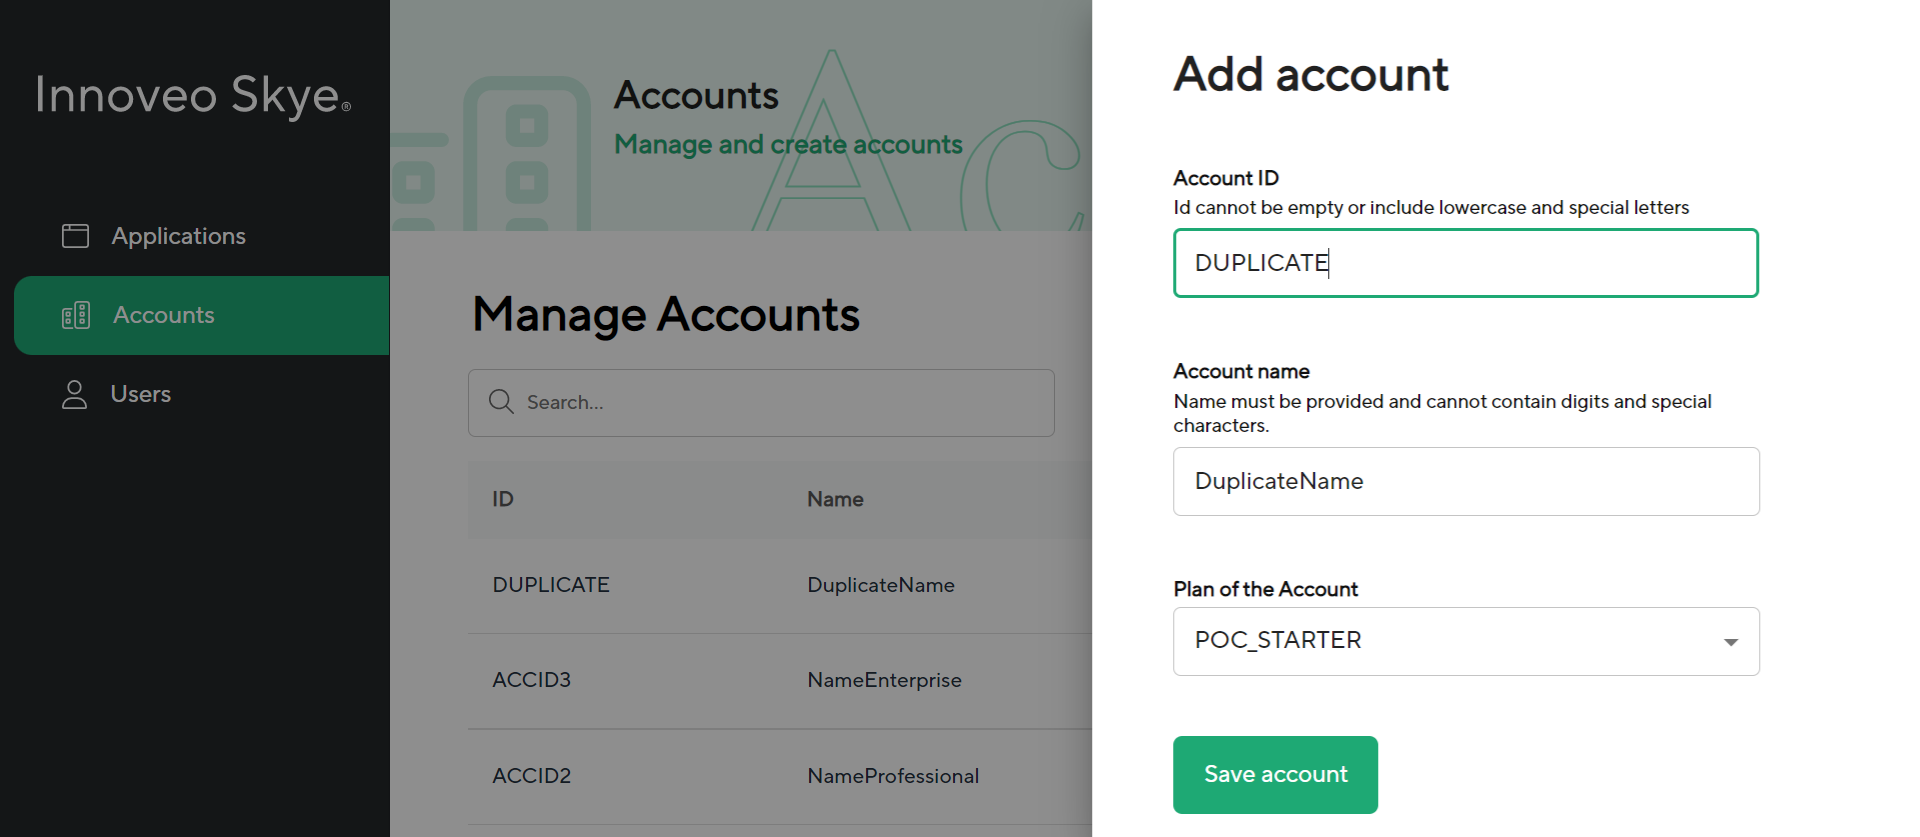 Innoveo Skye®
Applications
Accounts
Users
Accounts
Manage and create accounts
Ac
Manage Accounts
Search...
ID Name
DUPLICATE DuplicateName
ACCID3 NameEnterprise
ACCID2 NameProfessional
Add account
Account ID
Id cannot be empty or include lowercase and special letters
DUPLICATE
Account name
Name must be provided and cannot contain digits and special
characters.
DuplicateName
Plan of the Account
POC_STARTER
Save account